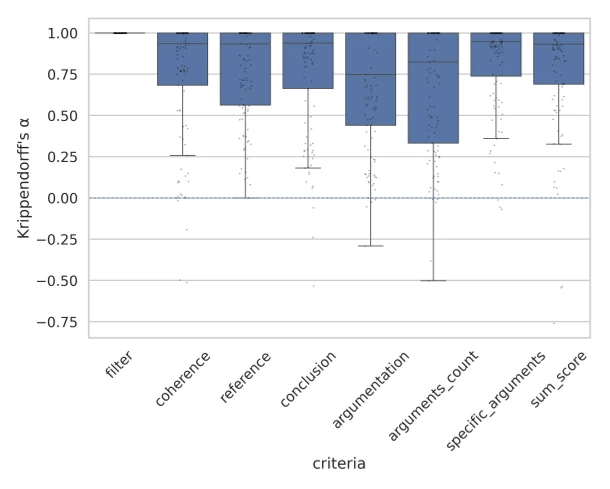 1.00
0.75
0.50
0.25
0.00
−0.25
−0.50
−0.75
Krippendorff's α
filter
coherence
reference
conclusion
argumentation
arguments_count
specific_arguments
sum_score
criteria